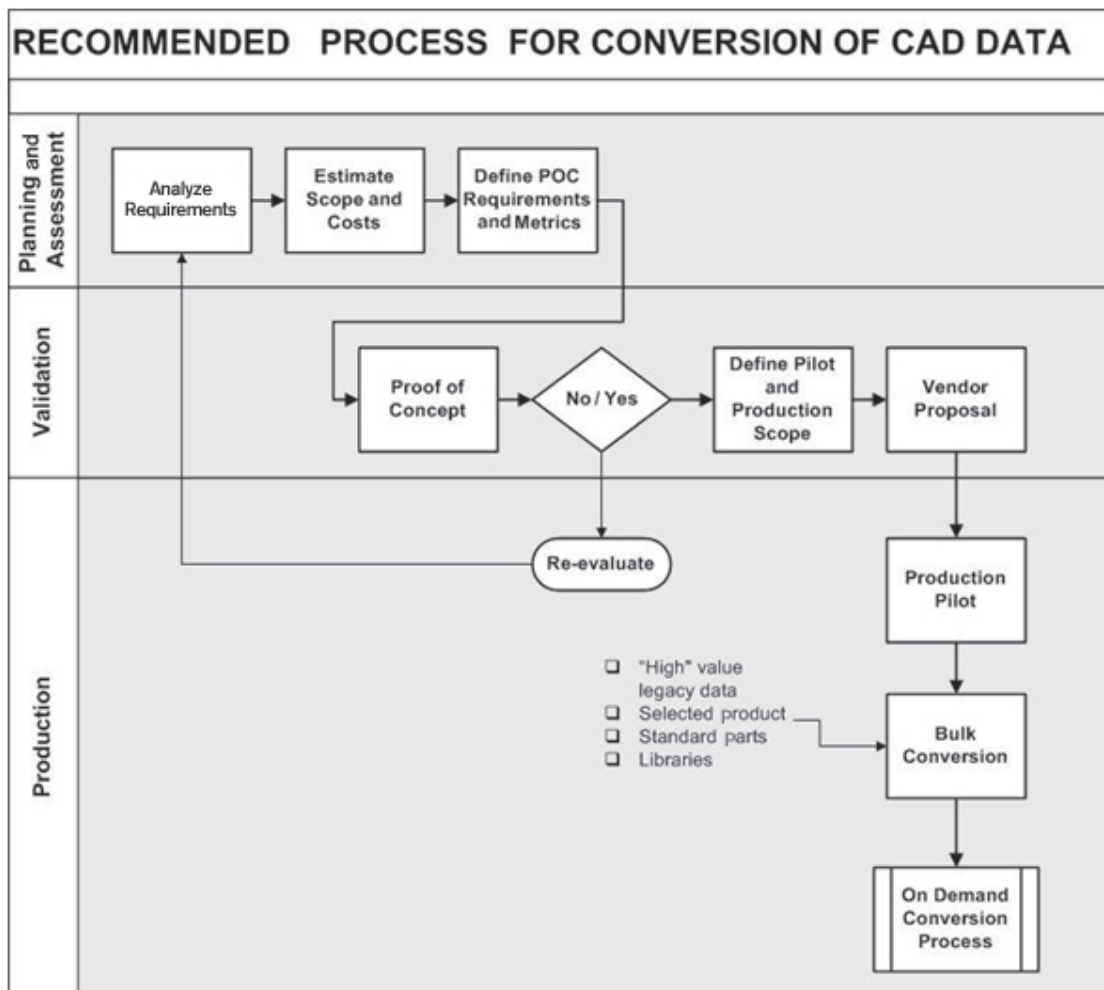 RECOMMENDED PROCESS FOR CONVERSION OF CAD DATA
Planning and
Assessment
Analyze
Requirements
Estimate
Scope and
Costs
Define POC
Requirements
and Metrics
Validation
Proof of
Concept
No / Yes
Define Pilot
and
Production
Scope
Vendor
Proposal
Production
Re-evaluate
Production
Pilot
"High" value
legacy data
Selected product
Standard parts
Libraries
Bulk
Conversion
On Demand
Conversion
Process